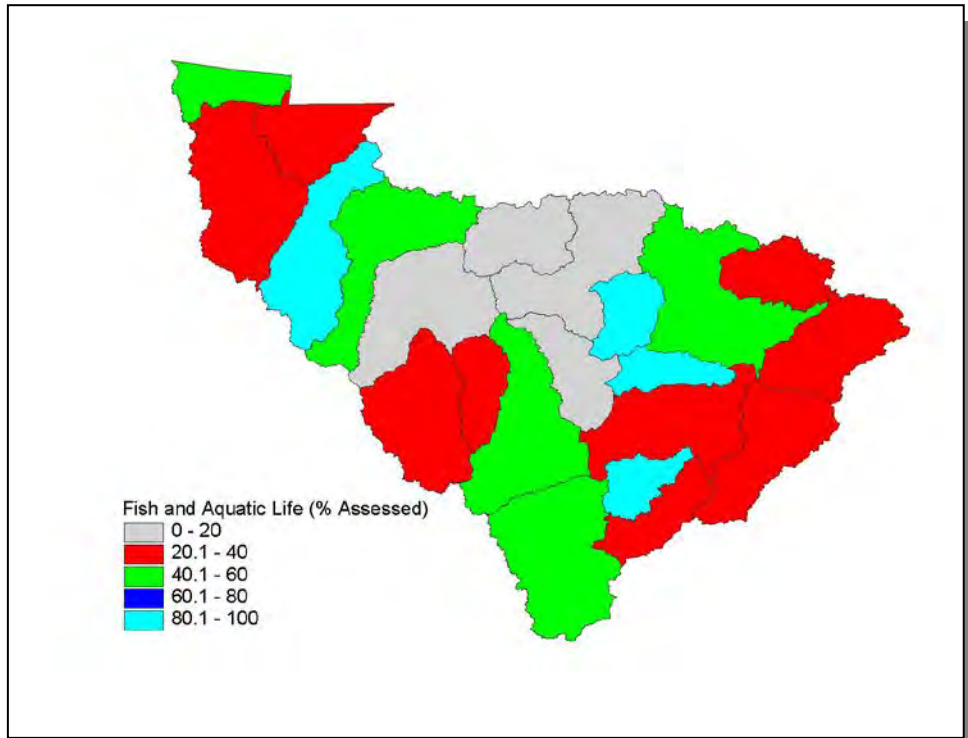 Fish and Aquatic Life (% Assessed)
0 - 20
20.1 - 40
40.1 - 60
60.1 - 80
80.1 - 100